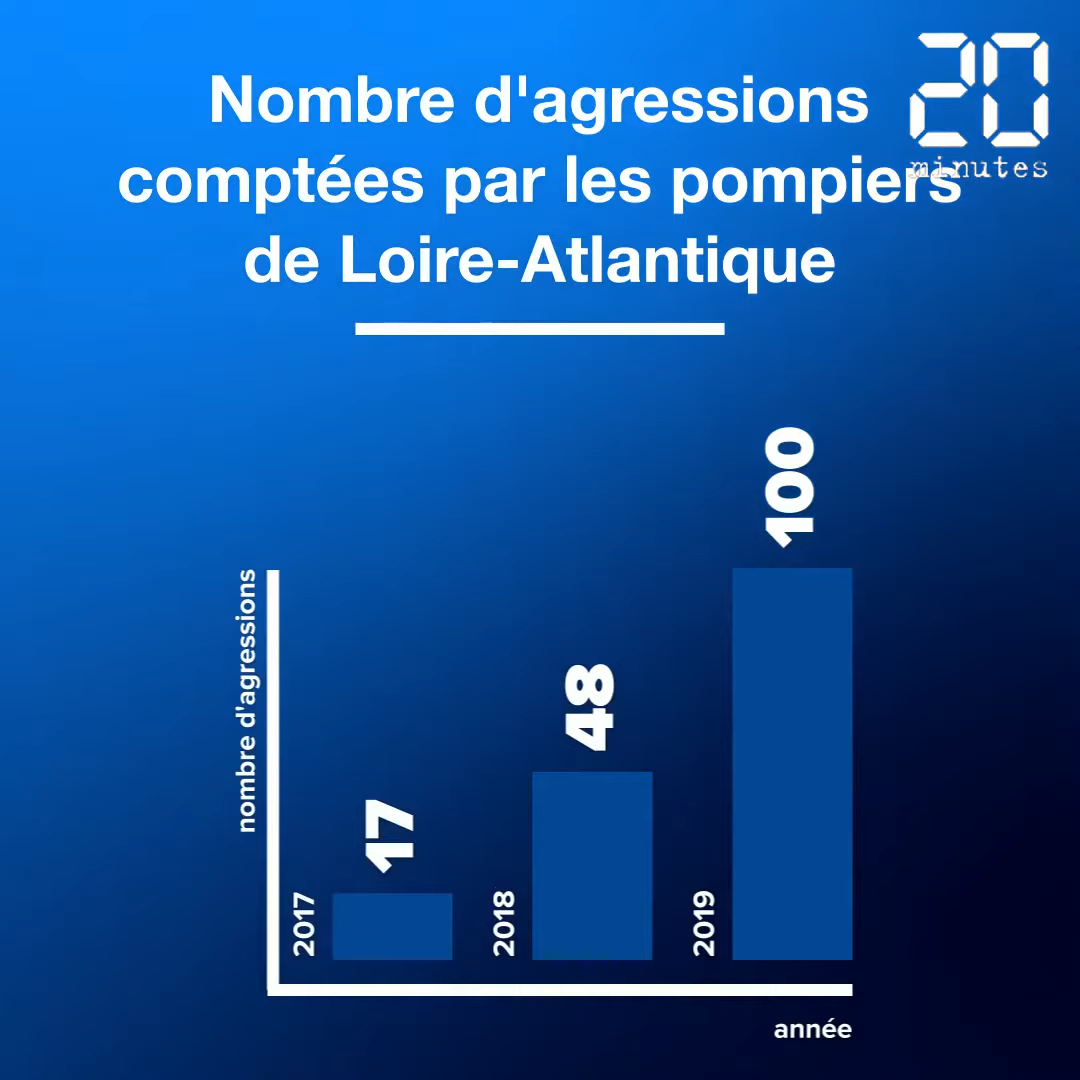 Nombre d'agressions
comptées par les pompiers
de Loire-Atlantique
20
minutes
nombre d'agressions
2017
17
2018
48
2019
100
année